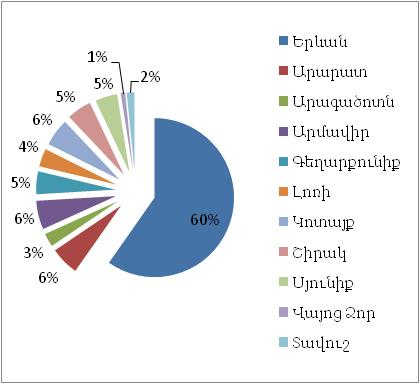 1%
2%
5%
5%
6%
4%
5%
6%
3%
6%
60%
Երևան
Արարատ
Արագածոտն
Արմավիր
Գեղարքունիք
Լոռի
Կոտայք
Շիրակ
Սյունիք
Վայոց Ձոր
Տավուշ